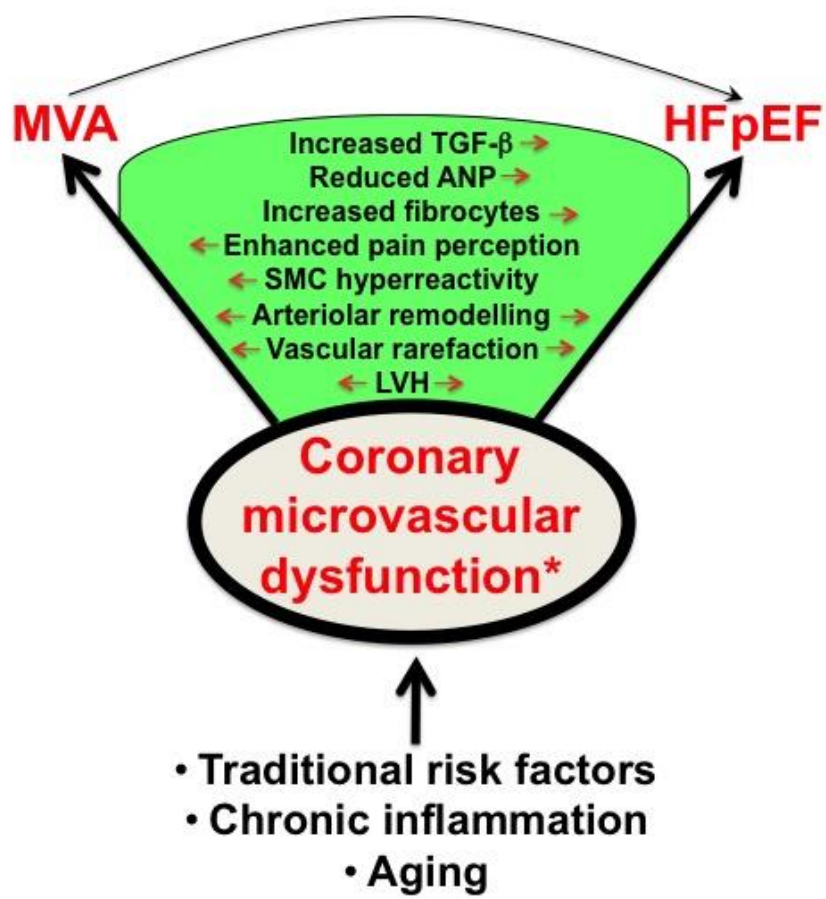 MVA
HFpEF
Increased TGF-β
Reduced ANP
Increased fibrocytes
Enhanced pain perception
SMC hyperreactivity
Arteriolar remodelling
Vascular rarefaction
LVH
Coronary
microvascular
dysfunction*
• Traditional risk factors
• Chronic inflammation
• Aging